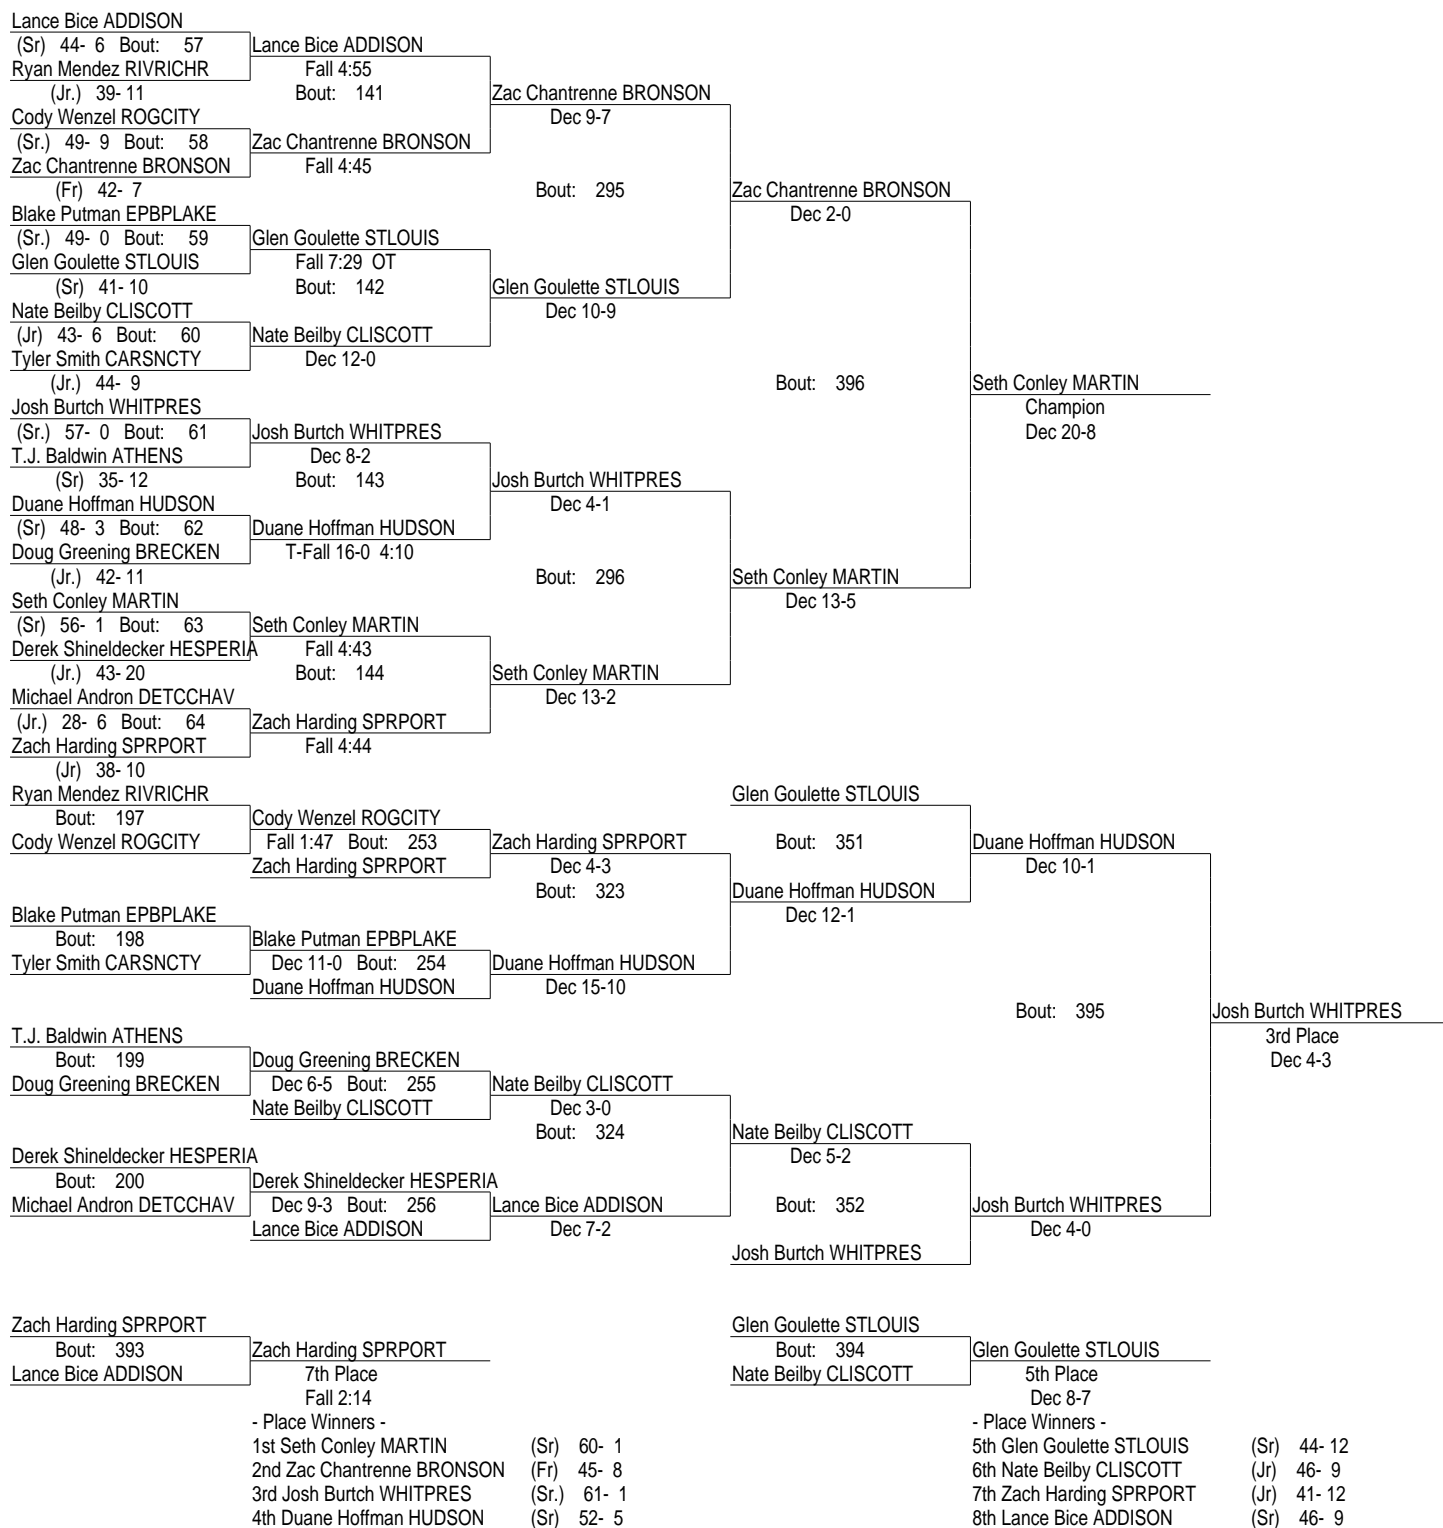 Lance Bice ADDISON
(Sr) 44- 6 Bout: 57 Lance Bice ADDISON
Ryan Mendez RIVRICHR Fall 4:55
(Jr.) 39- 11 Bout: 141 Zac Chantrenne BRONSON
Cody Wenzel ROGCITY Dec 9-7
(Sr.) 49- 9 Bout: 58 Zac Chantrenne BRONSON
Zac Chantrenne BRONSON Fall 4:45
(Fr) 42- 7 Bout: 295 Zac Chantrenne BRONSON
Blake Putman EPBPLAKE Dec 2-0
(Sr.) 49- 0 Bout: 59 Glen Goulette STLOUIS
Glen Goulette STLOUIS Fall 7:29 OT
(Sr) 41- 10 Bout: 142 Glen Goulette STLOUIS
Nate Beilby CLISCOTT Dec 10-9
(Jr) 43- 6 Bout: 60 Nate Beilby CLISCOTT
Tyler Smith CARSNCTY Dec 12-0
(Jr.) 44- 9 Bout: 396 Seth Conley MARTIN
Josh Burtch WHITPRES Champion
(Sr.) 57- 0 Bout: 61 Josh Burtch WHITPRES Dec 20-8
T.J. Baldwin ATHENS Dec 8-2
(Sr) 35- 12 Bout: 143 Josh Burtch WHITPRES
Duane Hoffman HUDSON Dec 4-1
(Sr) 48- 3 Bout: 62 Duane Hoffman HUDSON
Doug Greening BRECKEN T-Fall 16-0 4:10
(Jr.) 42- 11 Bout: 296 Seth Conley MARTIN
Seth Conley MARTIN Dec 13-5
(Sr) 56- 1 Bout: 63 Seth Conley MARTIN
Derek Shineldecker HESPERIA Fall 4:43
(Jr.) 43- 20 Bout: 144 Seth Conley MARTIN
Michael Andron DETCCHAV Dec 13-2
(Jr.) 28- 6 Bout: 64 Zach Harding SPRPORT
Zach Harding SPRPORT Fall 4:44
(Jr) 38- 10
Ryan Mendez RIVRICHR Glen Goulette STLOUIS
Bout: 197 Cody Wenzel ROGCITY
Cody Wenzel ROGCITY Fall 1:47 Bout: 253 Zach Harding SPRPORT Bout: 351 Duane Hoffman HUDSON
Zach Harding SPRPORT Dec 4-3 Dec 10-1
Bout: 323 Duane Hoffman HUDSON
Blake Putman EPBPLAKE Dec 12-1
Bout: 198 Blake Putman EPBPLAKE
Tyler Smith CARSNCTY Dec 11-0 Bout: 254 Duane Hoffman HUDSON
Duane Hoffman HUDSON Dec 15-10
Bout: 395 Josh Burtch WHITPRES
T.J. Baldwin ATHENS 3rd Place
Bout: 199 Doug Greening BRECKEN Dec 4-3
Doug Greening BRECKEN Dec 6-5 Bout: 255 Nate Beilby CLISCOTT
Nate Beilby CLISCOTT Dec 3-0
Bout: 324 Nate Beilby CLISCOTT
Derek Shineldecker HESPERIA Dec 5-2
Bout: 200 Derek Shineldecker HESPERIA
Michael Andron DETCCHAV Dec 9-3 Bout: 256 Lance Bice ADDISON Bout: 352 Josh Burtch WHITPRES
Lance Bice ADDISON Dec 7-2 Dec 4-0
Josh Burtch WHITPRES
Zach Harding SPRPORT Glen Goulette STLOUIS
Bout: 393 Zach Harding SPRPORT Bout: 394 Glen Goulette STLOUIS
Lance Bice ADDISON 7th Place Nate Beilby CLISCOTT 5th Place
Fall 2:14 Dec 8-7
- Place Winners - - Place Winners -
1st Seth Conley MARTIN (Sr) 60- 1 5th Glen Goulette STLOUIS (Sr) 44- 12
2nd Zac Chantrenne BRONSON (Fr) 45- 8 6th Nate Beilby CLISCOTT (Jr) 46- 9
3rd Josh Burtch WHITPRES (Sr.) 61- 1 7th Zach Harding SPRPORT (Jr) 41- 12
4th Duane Hoffman HUDSON (Sr) 52- 5 8th Lance Bice ADDISON (Sr) 46- 9